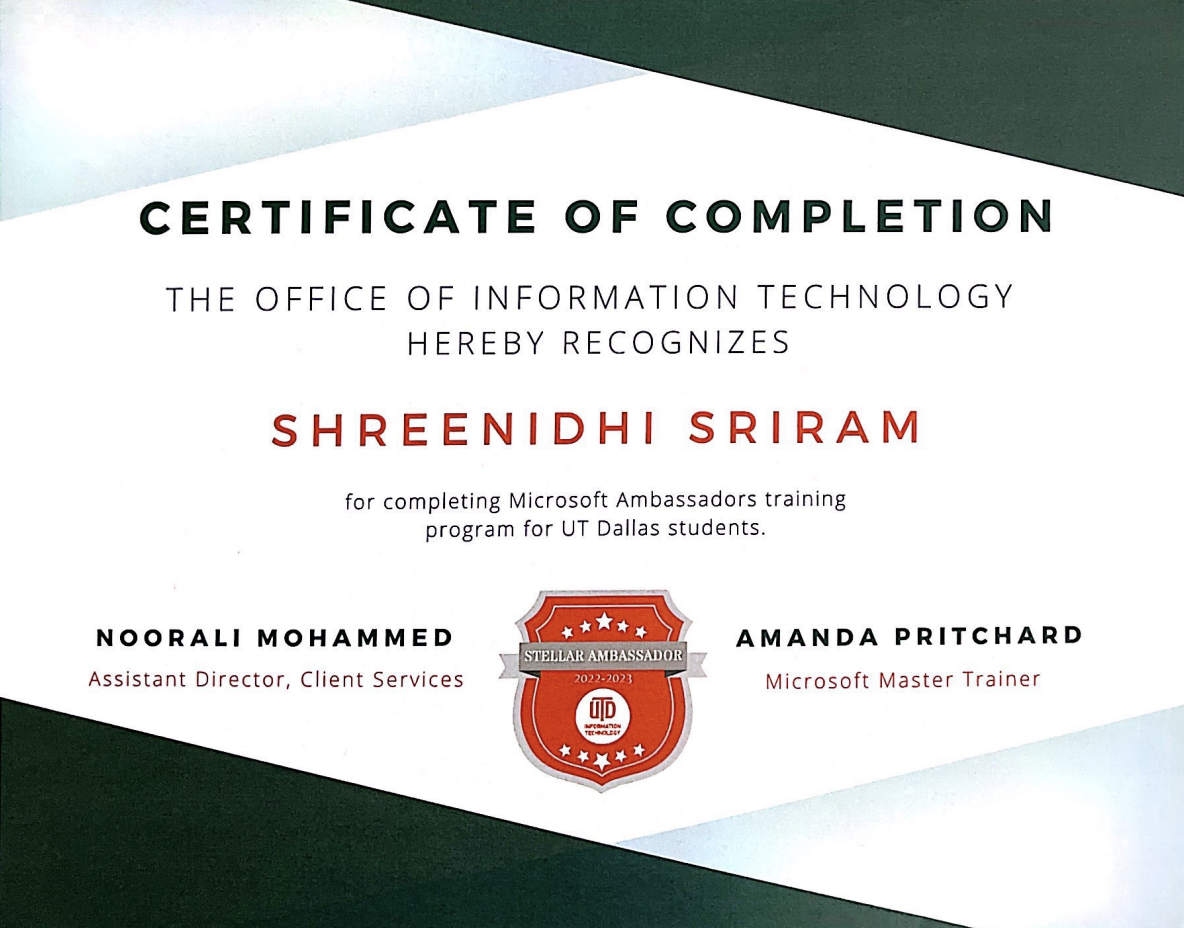 CERTIFICATE OF COMPLETION
THE OFFICE OF INFORMATION TECHNOLOGY
HEREBY RECOGNIZES
SHREENIDHI SRIRAM
for completing Microsoft Ambassadors training
program for UT Dallas students.
NOORALI MOHAMMED
Assistant Director, Client Services
STELLAR AMBASSADOR
2022-2023
UTD
INFORMATION
TECHNOLOGY
AMANDA PRITCHARD
Microsoft Master Trainer